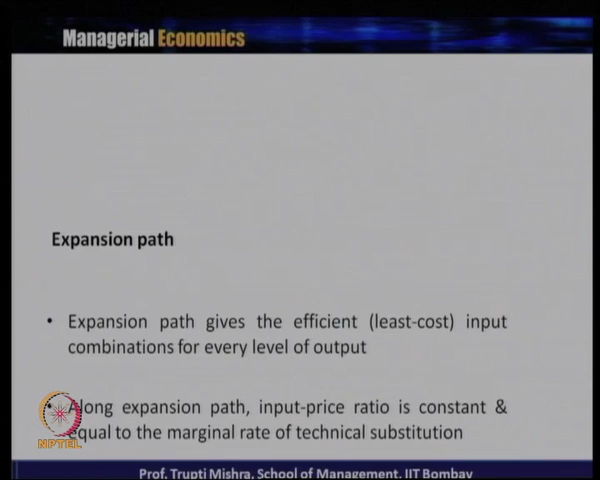 Managerial Economics
Expansion path
• Expansion path gives the efficient (least-cost) input
combinations for every level of output
• Along expansion path, input-price ratio is constant &
equal to the marginal rate of technical substitution
NPTEL
Prof. Trupti Mishra, School of Management, IIT Bombay